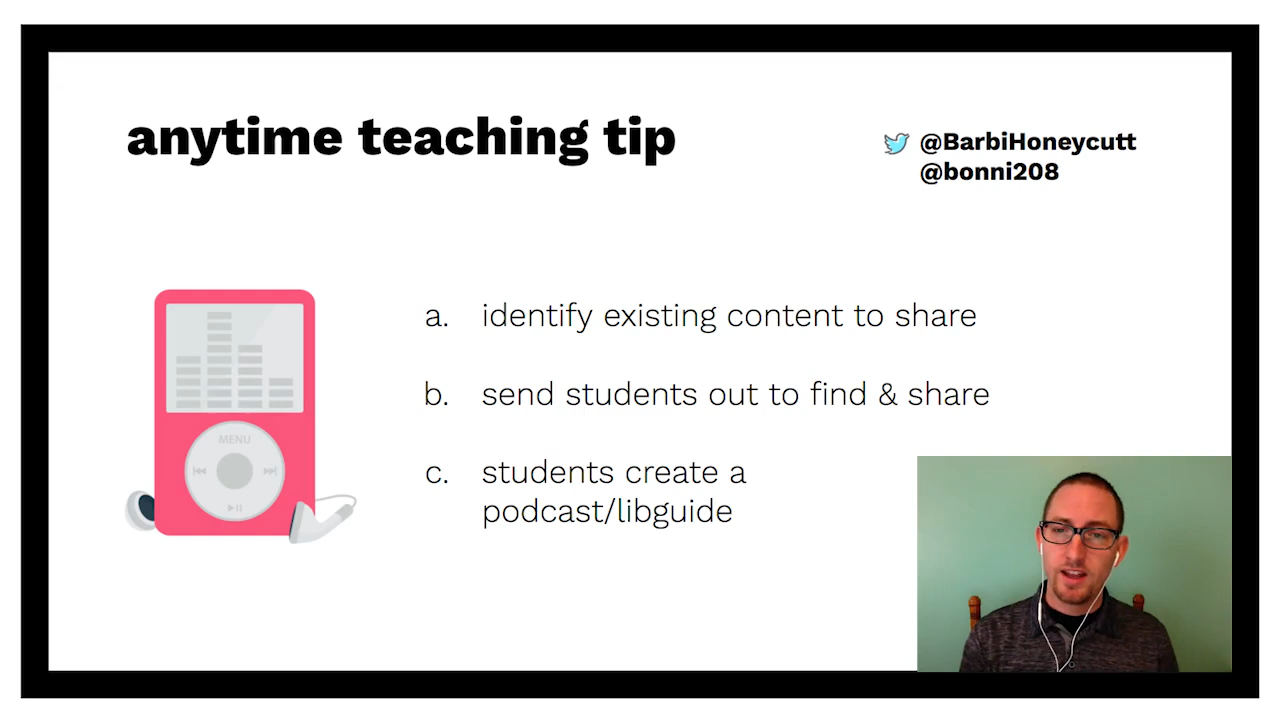 anytime teaching tip
@BarbiHoneycutt
@bonni208
a. identify existing content to share
b. send students out to find & share
c. students create a
podcast/libguide
MENU